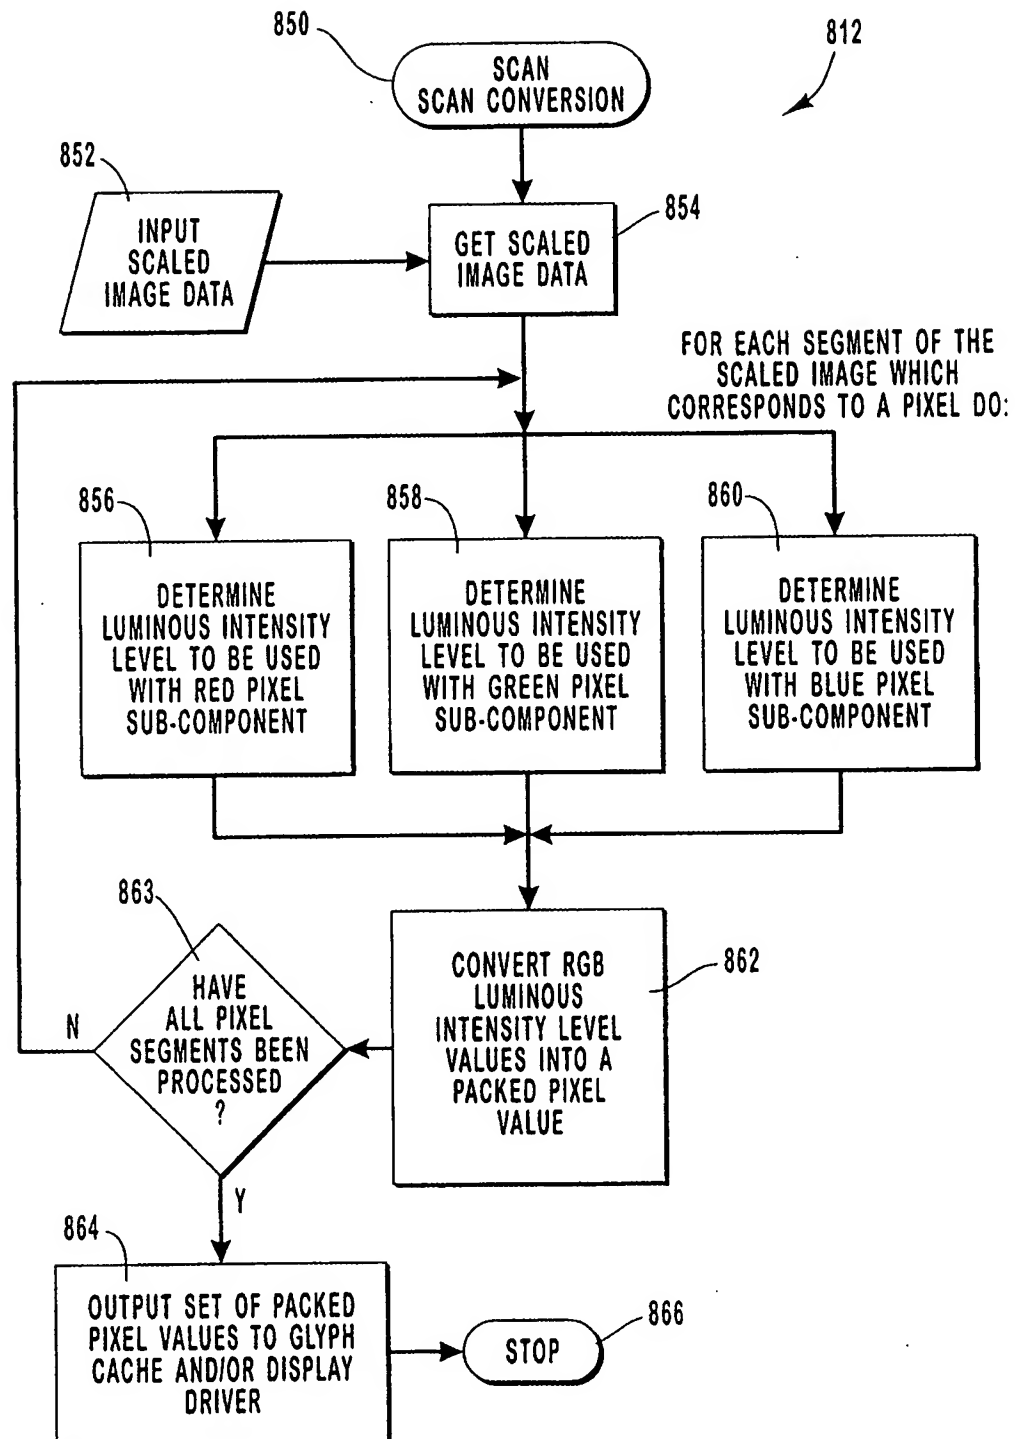 850
SCAN
SCAN CONVERSION
812
852
INPUT
SCALED
IMAGE DATA
854
GET SCALED
IMAGE DATA
FOR EACH SEGMENT OF THE
SCALED IMAGE WHICH
CORRESPONDS TO A PIXEL DO:
856
DETERMINE
LUMINOUS INTENSITY
LEVEL TO BE USED
WITH RED PIXEL
SUB-COMPONENT
858
DETERMINE
LUMINOUS INTENSITY
LEVEL TO BE USED
WITH GREEN PIXEL
SUB-COMPONENT
860
DETERMINE
LUMINOUS INTENSITY
LEVEL TO BE USED
WITH BLUE PIXEL
SUB-COMPONENT
863
HAVE
ALL PIXEL
SEGMENTS BEEN
PROCESSED
?
N
Y
862
CONVERT RGB
LUMINOUS
INTENSITY LEVEL
VALUES INTO A
PACKED PIXEL
VALUE
864
OUTPUT SET OF PACKED
PIXEL VALUES TO GLYPH
CACHE AND/OR DISPLAY
DRIVER
866
STOP